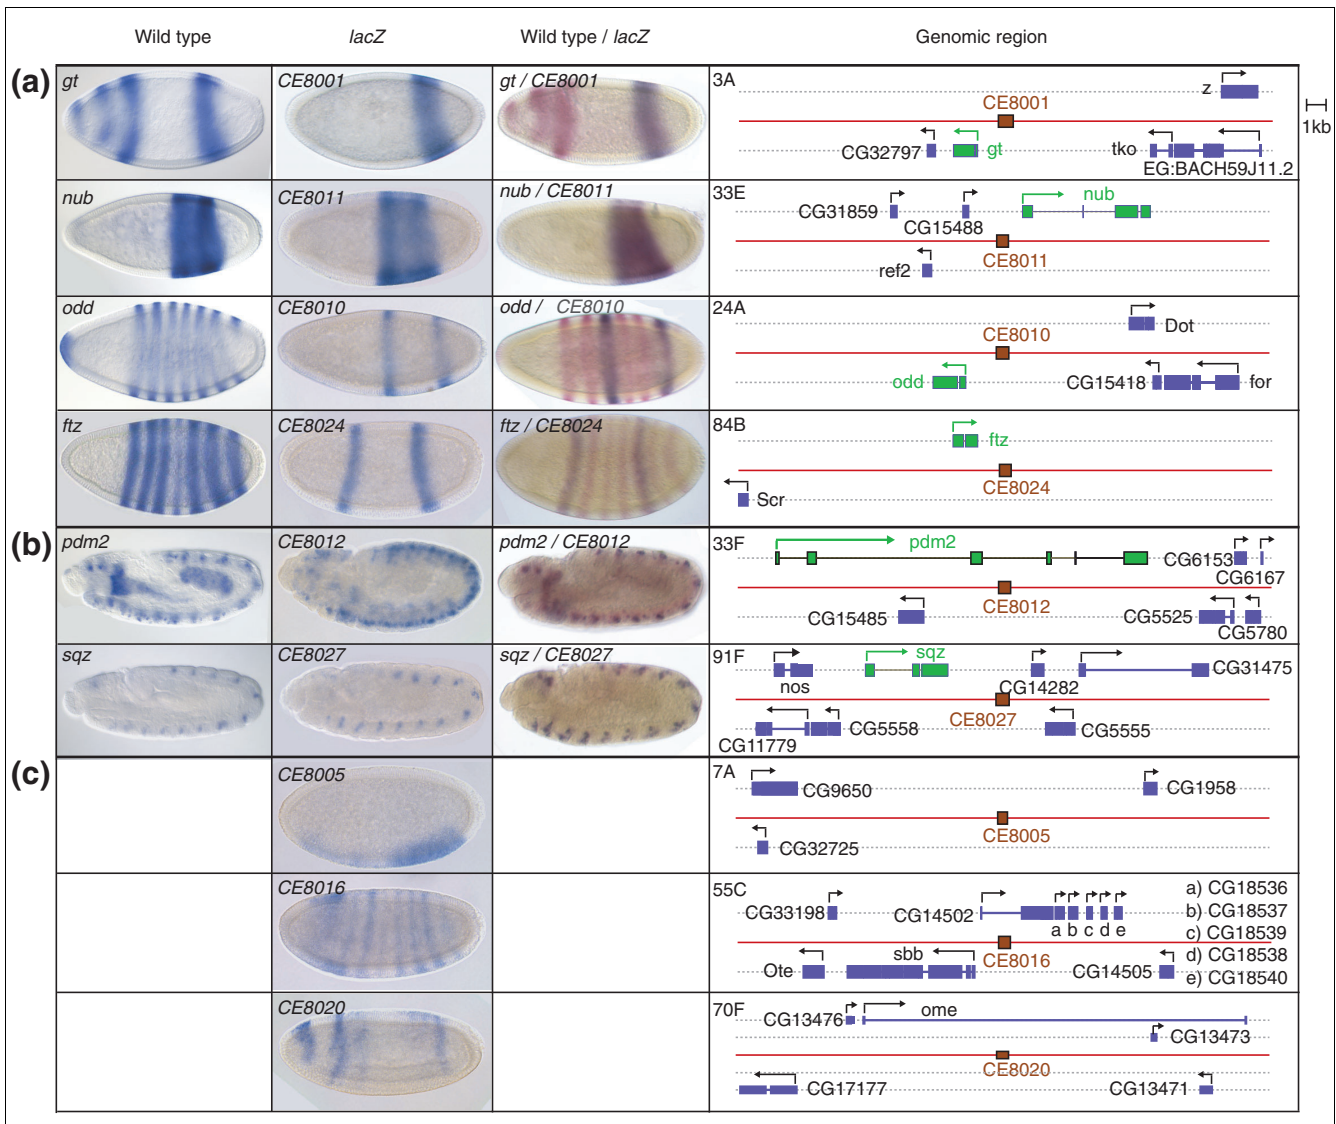 Wild type
lacZ
Wild type / lacZ
Genomic region
(a)
gt
CE8001
gt / CE8001
3A
z
CE8001
1kb
CG32797
gt
tko
EG:BACH59J11.2
nub
CE8011
nub / CE8011
33E
nub
CG31859
CG15488
CE8011
ref2
odd
CE8010
odd / CE8010
24A
Dot
CE8010
odd
CG15418
for
ftz
CE8024
ftz / CE8024
84B
ftz
CE8024
Scr
(b)
pdm2
CE8012
pdm2 / CE8012
33F
pdm2
CG6153
CG6167
CE8012
CG15485
CG5525
CG5780
sqz
CE8027
sqz / CE8027
91F
sqz
CG31475
nos
CG14282
CE8027
CG5558
CG5555
CG11779
(c)
CE8005
7A
CG9650
CG1958
CE8005
CG32725
CE8016
55C
a) CG18536
CG33198
CG14502
b) CG18537
a b c d e
c) CG18539
sbb
CE8016
d) CG18538
Ote
CG14505
e) CG18540
CE8020
70F
CG13476
ome
CG13473
CE8020
CG17177
CG13471